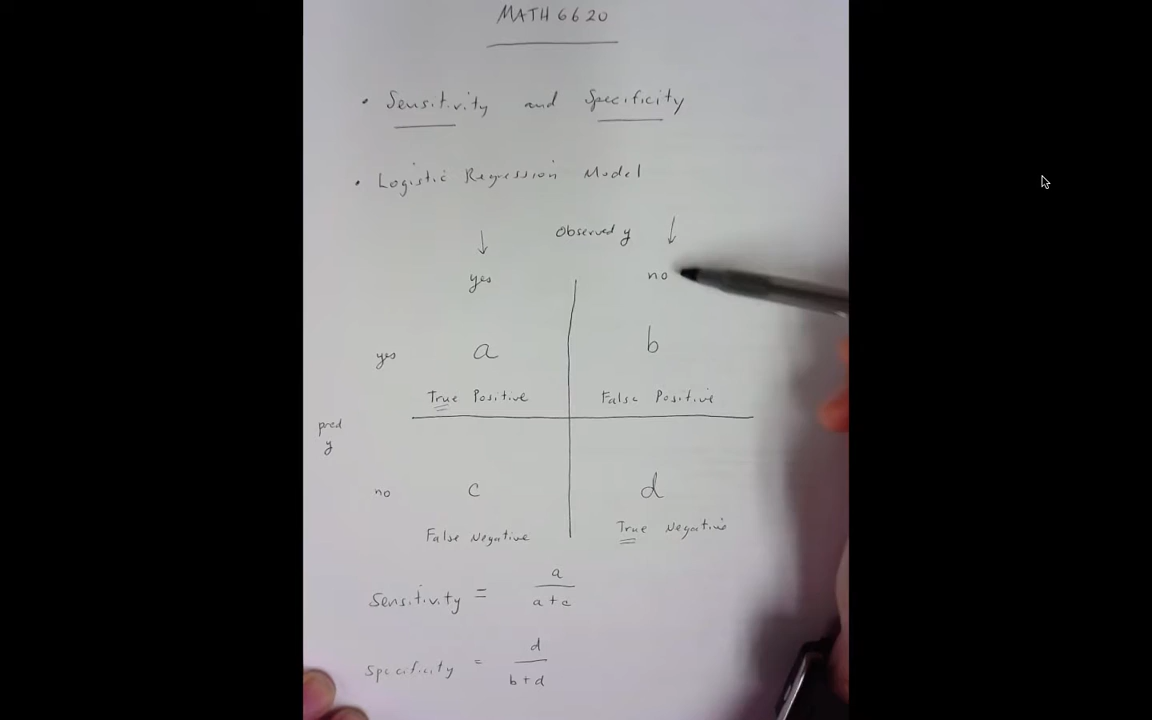 MATH 6620
• Sensitivity and Specificity
• Logistic Regression Model
Observed y
yes no
yes a b
True Positive False Positive
pred
y
no c d
False Negative True Negative
Sensitivity = a / a + c
Specificity = d / b + d